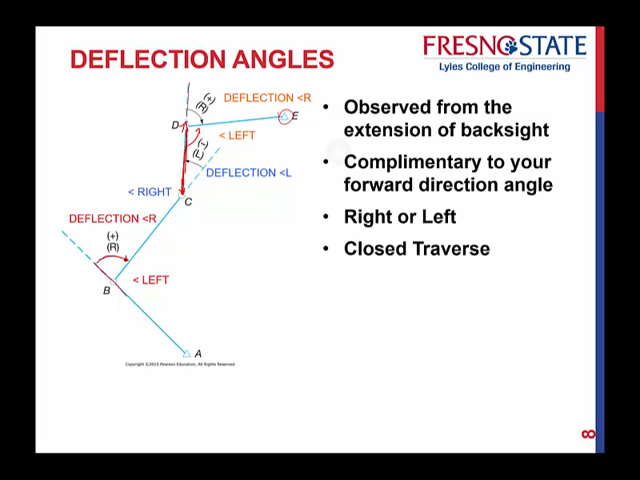 DEFLECTION ANGLES
FRESNO STATE
Lyles College of Engineering
(+)
(R)
DEFLECTION <R
D
E
< LEFT
(-)
(L)
DEFLECTION <L
< RIGHT
C
DEFLECTION <R
(+)
(R)
< LEFT
B
A
Copyright ©2015 Pearson Education, All Rights Reserved
• Observed from the
extension of backsight
• Complimentary to your
forward direction angle
• Right or Left
• Closed Traverse
8